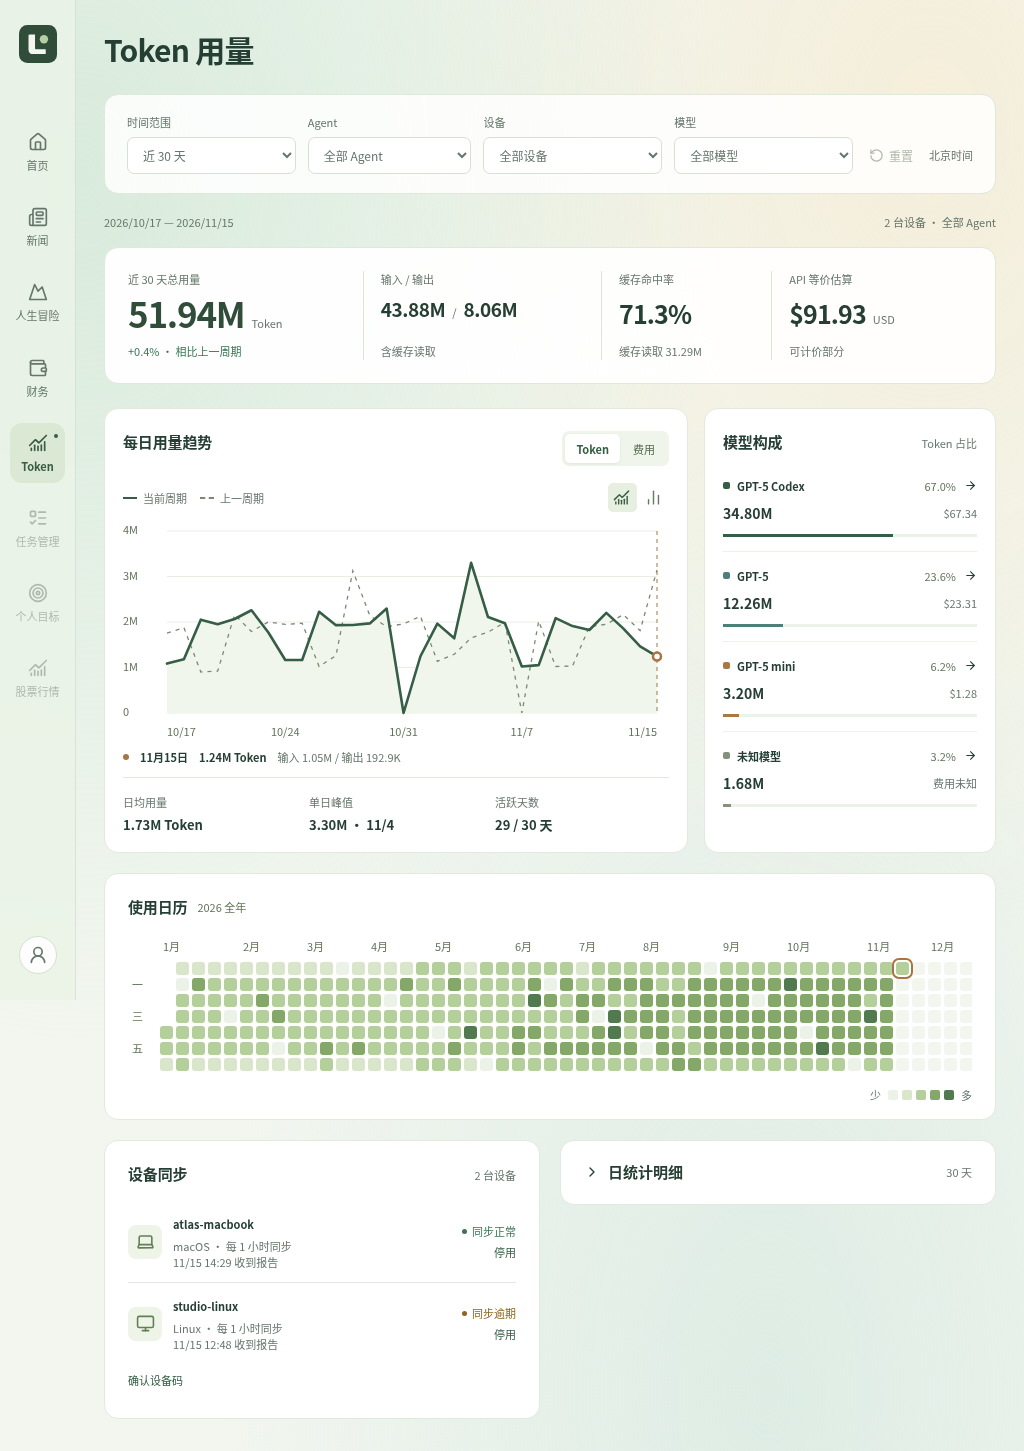 Token 用量
首页
新闻
人生冒险
财务
Token
任务管理
个人目标
股票行情
时间范围
Agent
设备
模型
近 30 天
全部 Agent
全部设备
全部模型
重置
北京时间
2026/10/17 — 2026/11/15
2 台设备 · 全部 Agent
近 30 天总用量
51.94M Token
+0.4% · 相比上一周期
输入 / 输出
43.88M / 8.06M
含缓存读取
缓存命中率
71.3%
缓存读取 31.29M
API 等价估算
$91.93 USD
可计价部分
每日用量趋势
Token
费用
当前周期
上一周期
4M
3M
2M
1M
0
10/17
10/24
10/31
11/7
11/15
11月15日 1.24M Token 输入 1.05M / 输出 192.9K
日均用量
1.73M Token
单日峰值
3.30M · 11/4
活跃天数
29 / 30 天
模型构成
Token 占比
GPT-5 Codex
67.0%
34.80M
$67.34
GPT-5
23.6%
12.26M
$23.31
GPT-5 mini
6.2%
3.20M
$1.28
未知模型
3.2%
1.68M
费用未知
使用日历 2026 全年
1月 2月 3月 4月 5月 6月 7月 8月 9月 10月 11月 12月
一
三
五
少
多
设备同步
2 台设备
atlas-macbook
macOS · 每 1 小时同步
11/15 14:29 收到报告
同步正常
停用
studio-linux
Linux · 每 1 小时同步
11/15 12:48 收到报告
同步逾期
停用
确认设备码
日统计明细
30 天